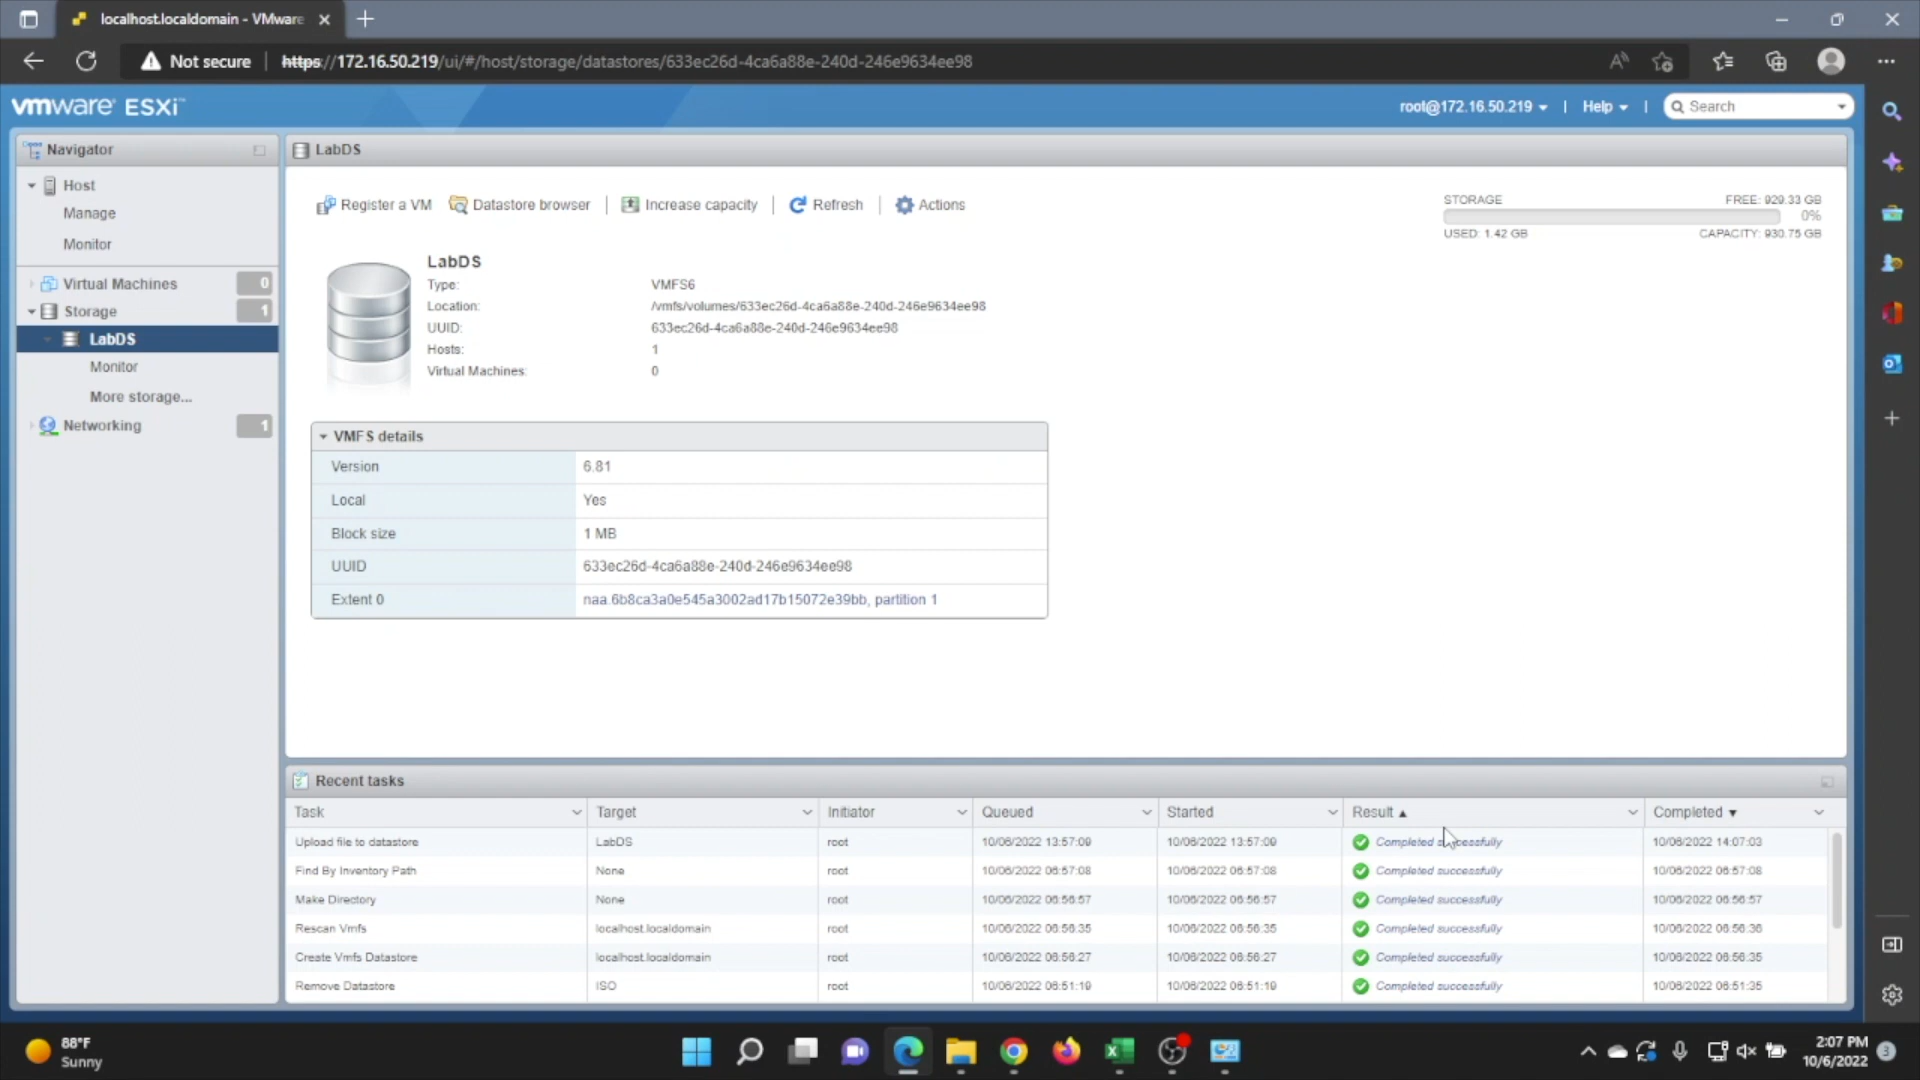 localhost.localdomain - VMware
Not secure
https://172.16.50.219/ui/#/host/storage/datastores/633ec26d-4ca6a88e-240d-246e9634ee98
vmware ESXi™
root@172.16.50.219
Help
Search
Navigator
Host
Manage
Monitor
Virtual Machines 0
Storage 1
LabDS
Monitor
More storage...
Networking 1
LabDS
Register a VM
Datastore browser
Increase capacity
Refresh
Actions
STORAGE FREE: 929.33 GB
0%
USED: 1.42 GB CAPACITY: 930.75 GB
LabDS
Type: VMFS6
Location: /vmfs/volumes/633ec26d-4ca6a88e-240d-246e9634ee98
UUID: 633ec26d-4ca6a88e-240d-246e9634ee98
Hosts: 1
Virtual Machines: 0
VMFS details
Version 6.81
Local Yes
Block size 1 MB
UUID 633ec26d-4ca6a88e-240d-246e9634ee98
Extent 0 naa.6b8ca3a0e545a3002ad17b15072e39bb, partition 1
Recent tasks
Task Target Initiator Queued Started Result Completed
Upload file to datastore LabDS root 10/06/2022 13:57:09 10/06/2022 13:57:09 Completed successfully 10/06/2022 14:07:03
Find By Inventory Path None root 10/06/2022 06:57:08 10/06/2022 06:57:08 Completed successfully 10/06/2022 06:57:08
Make Directory None root 10/06/2022 06:56:57 10/06/2022 06:56:57 Completed successfully 10/06/2022 06:56:57
Rescan Vmfs localhost.localdomain root 10/06/2022 06:56:35 10/06/2022 06:56:35 Completed successfully 10/06/2022 06:56:36
Create Vmfs Datastore localhost.localdomain root 10/06/2022 06:56:27 10/06/2022 06:56:27 Completed successfully 10/06/2022 06:56:35
Remove Datastore ISO root 10/06/2022 06:51:19 10/06/2022 06:51:19 Completed successfully 10/06/2022 06:51:35
88°F
Sunny
2:07 PM
10/6/2022
3